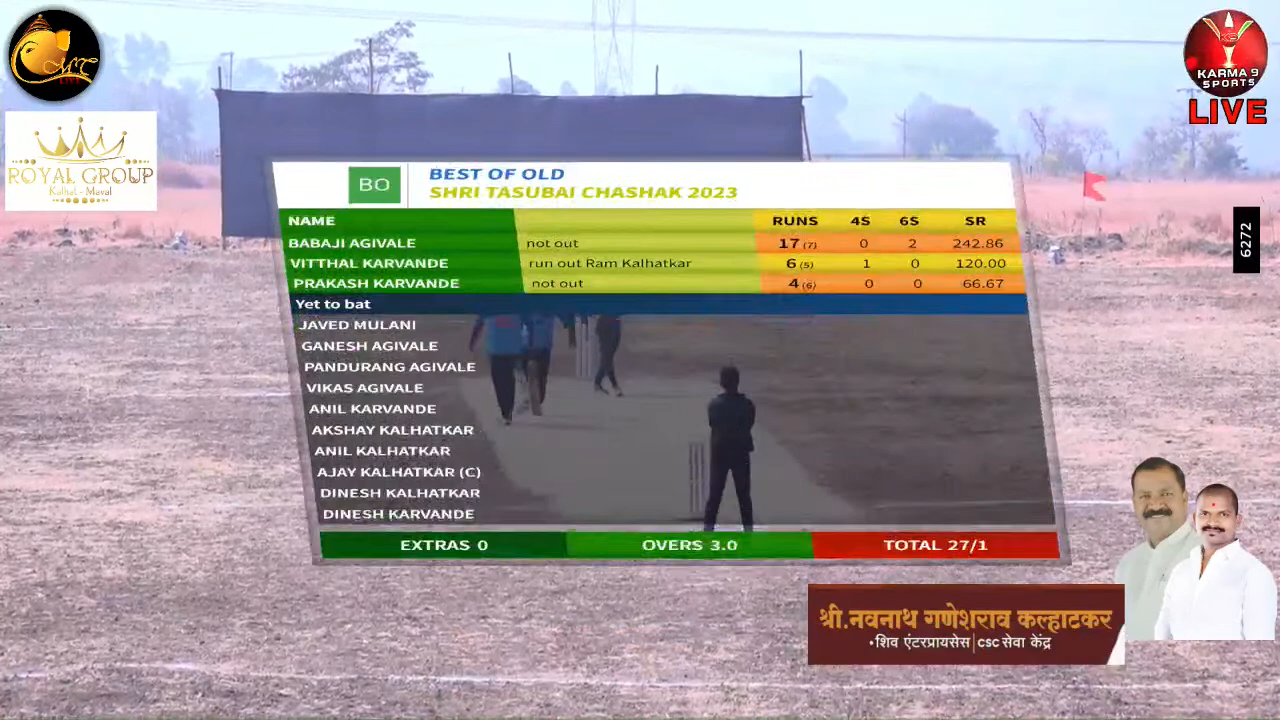 CMT
LIVE
KARMA 9
SPORTS
LIVE
ROYAL GROUP
Kalhat - Maval
6272
BO
BEST OF OLD
SHRI TASUBAI CHASHAK 2023
NAME RUNS 4S 6S SR
BABAJI AGIVALE not out 17 (7) 0 2 242.86
VITTHAL KARVANDE run out Ram Kalhatkar 6 (5) 1 0 120.00
PRAKASH KARVANDE not out 4 (6) 0 0 66.67
Yet to bat
JAVED MULANI
GANESH AGIVALE
PANDURANG AGIVALE
VIKAS AGIVALE
ANIL KARVANDE
AKSHAY KALHATKAR
ANIL KALHATKAR
AJAY KALHATKAR (C)
DINESH KALHATKAR
DINESH KARVANDE
EXTRAS 0 OVERS 3.0 TOTAL 27/1
श्री.नवनाथ गणेशराव कल्हाटकर
•शिव एंटरप्रायसेस|CSC सेवा केंद्र